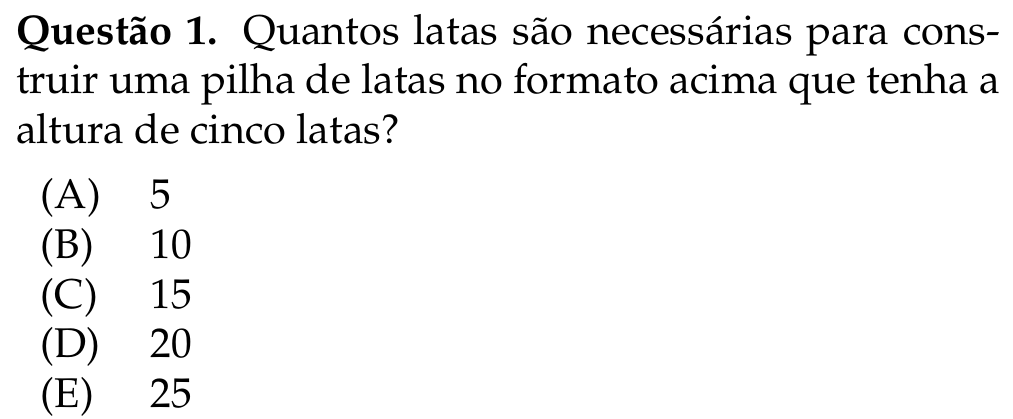 Questão 1. Quantos latas são necessárias para cons-
truir uma pilha de latas no formato acima que tenha a
altura de cinco latas?
(A) 5
(B) 10
(C) 15
(D) 20
(E) 25